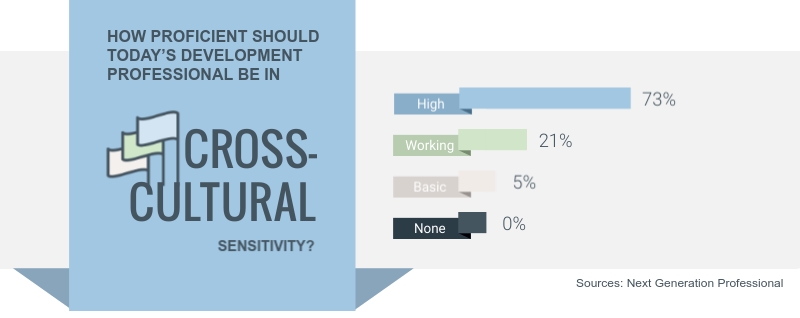 HOW PROFICIENT SHOULD
TODAY’S DEVELOPMENT
PROFESSIONAL BE IN
CROSS-
CULTURAL
SENSITIVITY?
High 73%
Working 21%
Basic 5%
None 0%
Sources: Next Generation Professional